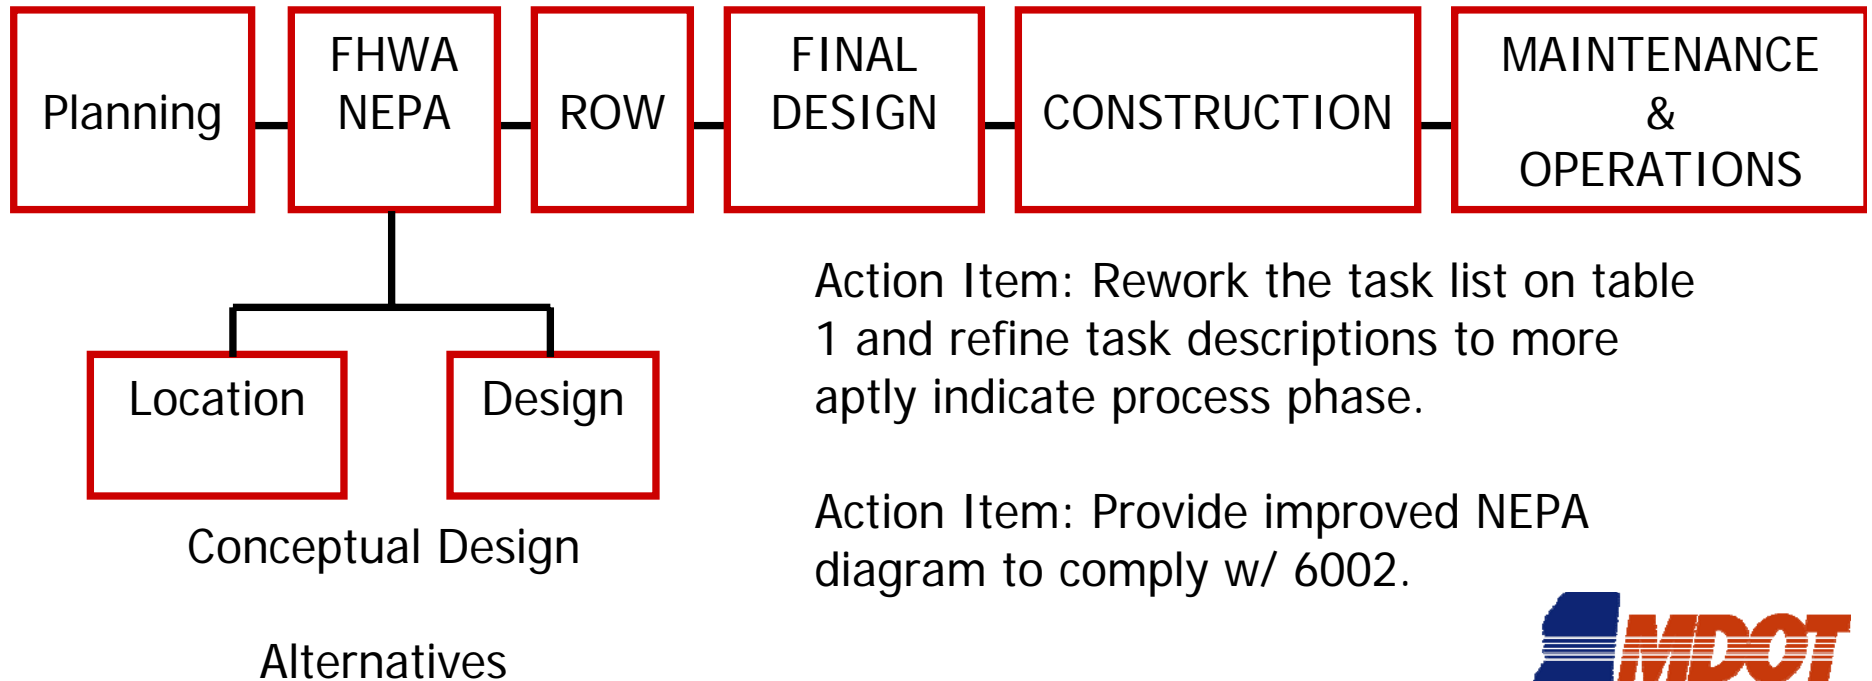 Planning
FHWA
NEPA
ROW
FINAL
DESIGN
CONSTRUCTION
MAINTENANCE
&
OPERATIONS
Location
Design
Conceptual Design
Alternatives
Action Item: Rework the task list on table
1 and refine task descriptions to more
aptly indicate process phase.
Action Item: Provide improved NEPA
diagram to comply w/ 6002.
MDOT